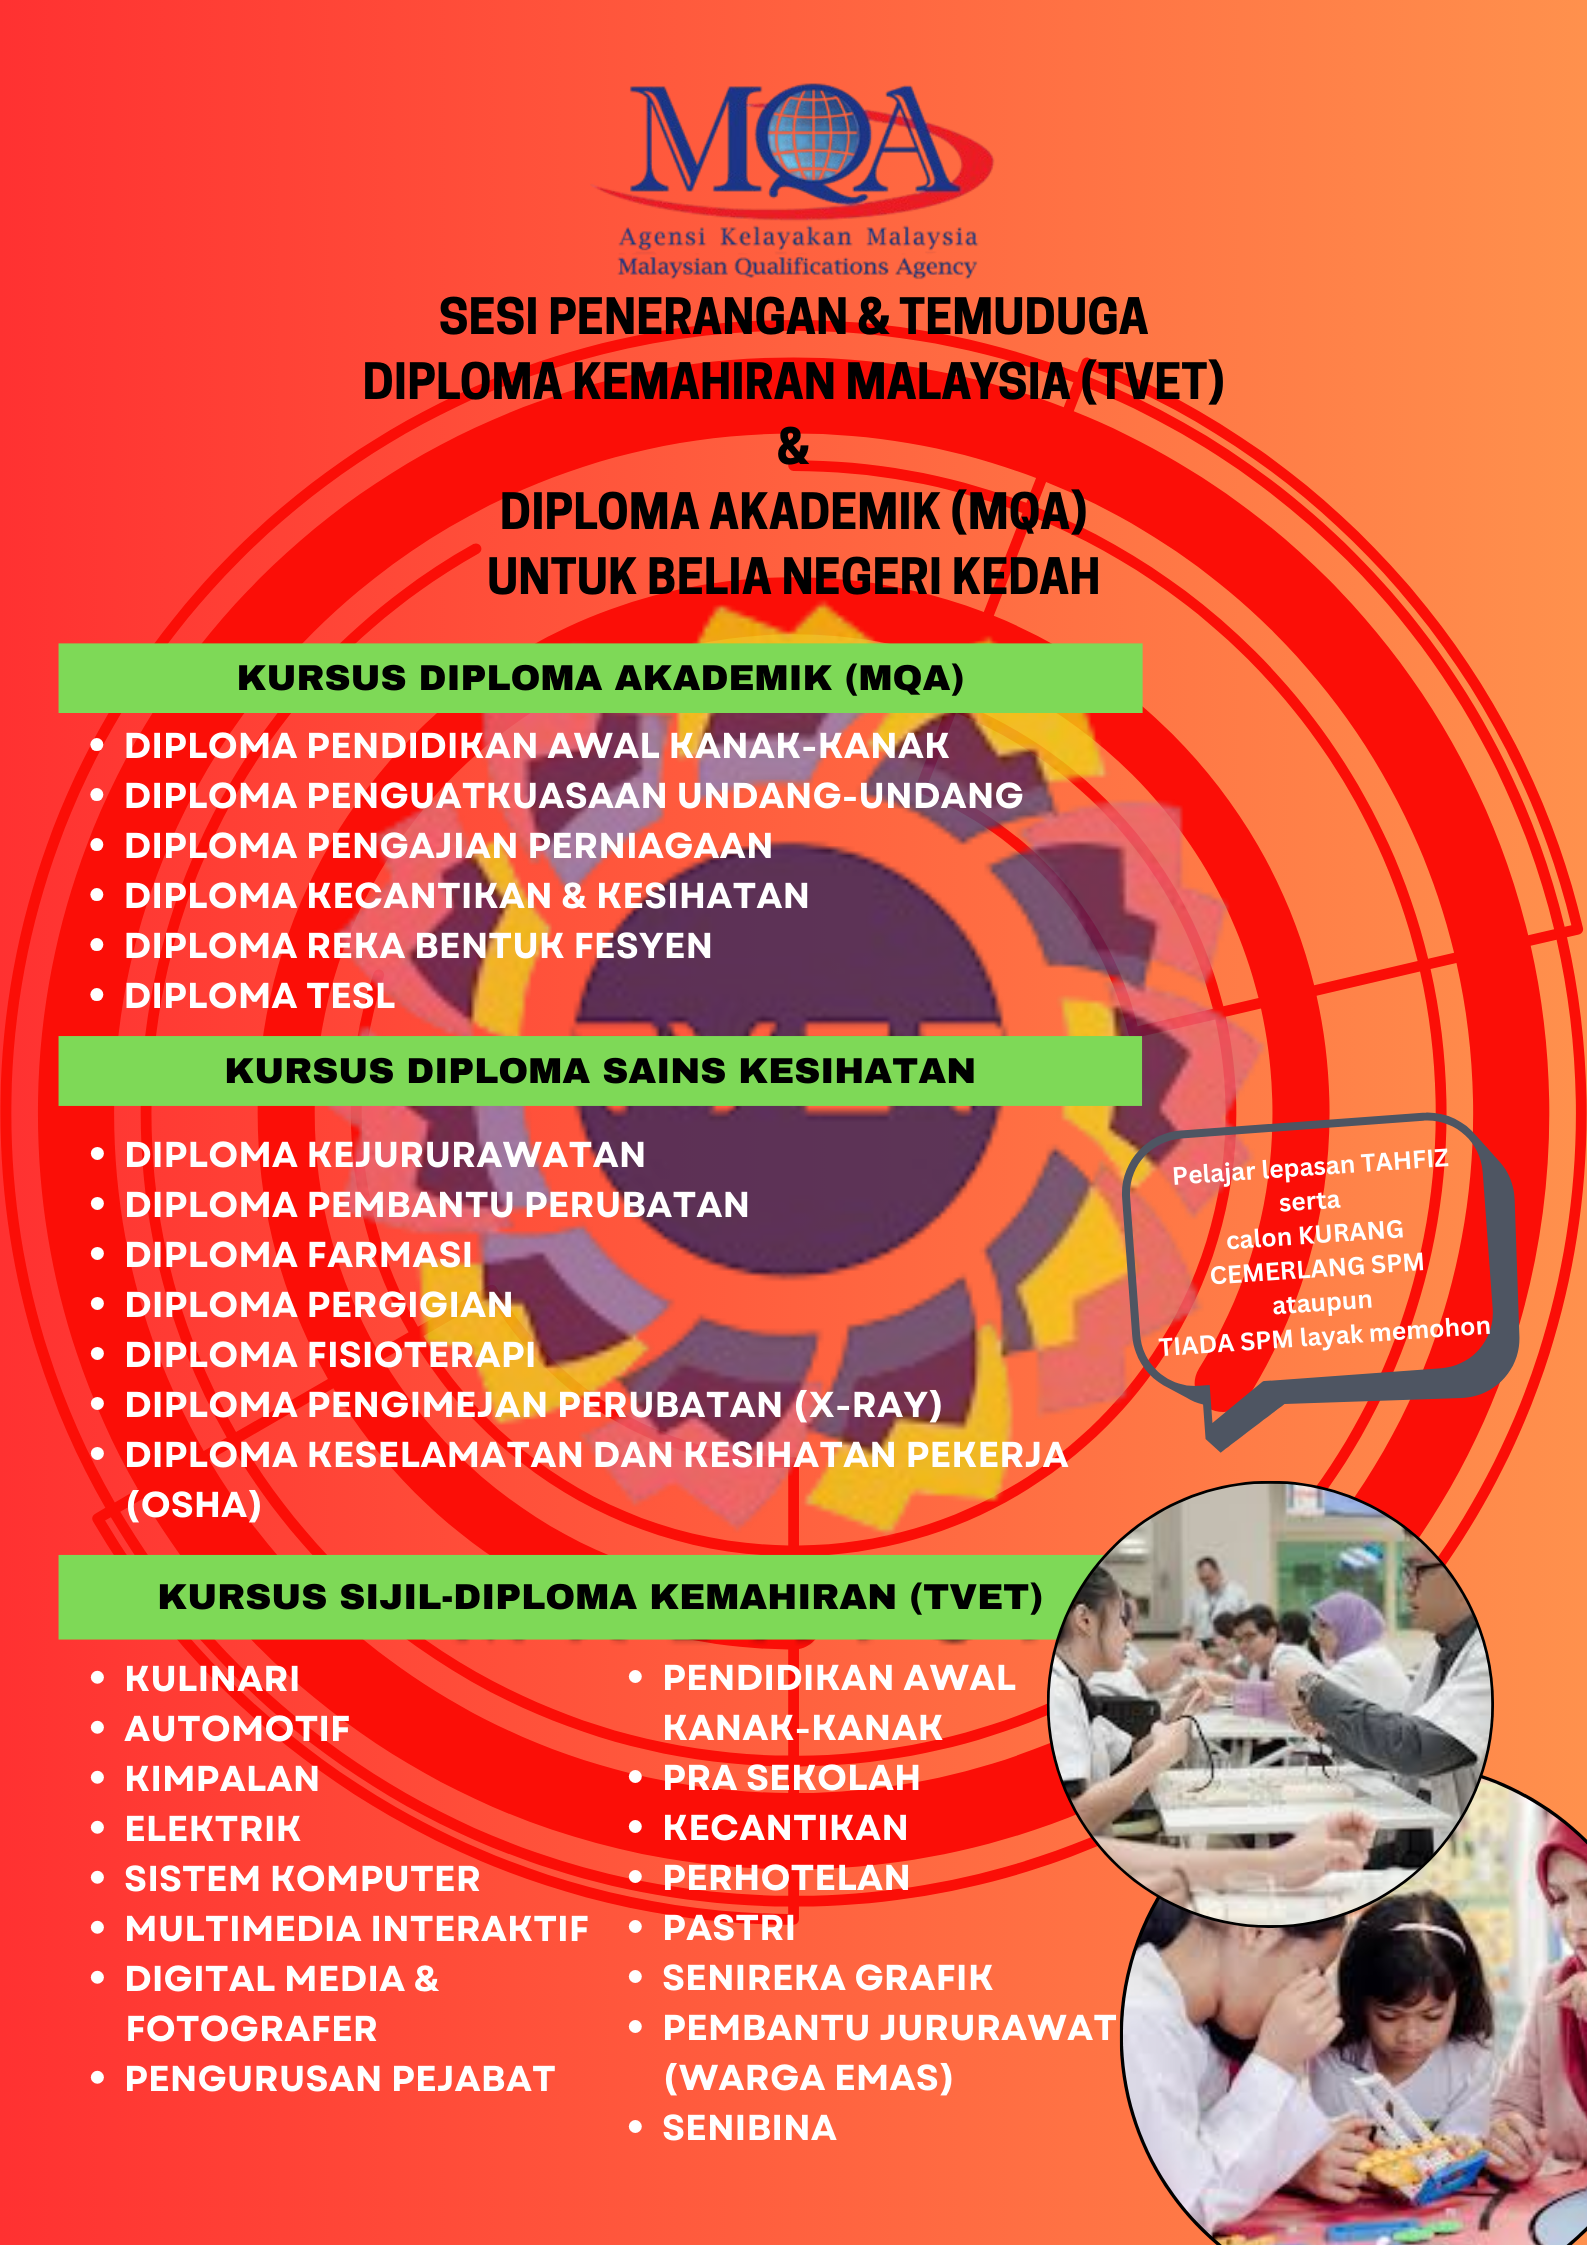 MQA
Agensi Kelayakan Malaysia
Malaysian Qualifications Agency
SESI PENERANGAN & TEMUDUGA
DIPLOMA KEMAHIRAN MALAYSIA (TVET)
&
DIPLOMA AKADEMIK (MQA)
UNTUK BELIA NEGERI KEDAH
KURSUS DIPLOMA AKADEMIK (MQA)
• DIPLOMA PENDIDIKAN AWAL KANAK-KANAK
• DIPLOMA PENGUATKUASAAN UNDANG-UNDANG
• DIPLOMA PENGAJIAN PERNIAGAAN
• DIPLOMA KECANTIKAN & KESIHATAN
• DIPLOMA REKA BENTUK FESYEN
• DIPLOMA TESL
KURSUS DIPLOMA SAINS KESIHATAN
• DIPLOMA KEJURURAWATAN
• DIPLOMA PEMBANTU PERUBATAN
• DIPLOMA FARMASI
• DIPLOMA PERGIGIAN
• DIPLOMA FISIOTERAPI
• DIPLOMA PENGIMEJAN PERUBATAN (X-RAY)
• DIPLOMA KESELAMATAN DAN KESIHATAN PEKERJA
(OSHA)
Pelajar lepasan TAHFIZ
serta
calon KURANG
CEMERLANG SPM
ataupun
TIADA SPM layak memohon
KURSUS SIJIL-DIPLOMA KEMAHIRAN (TVET)
• KULINARI
• AUTOMOTIF
• KIMPALAN
• ELEKTRIK
• SISTEM KOMPUTER
• MULTIMEDIA INTERAKTIF
• DIGITAL MEDIA &
FOTOGRAFER
• PENGURUSAN PEJABAT
• PENDIDIKAN AWAL
KANAK-KANAK
• PRA SEKOLAH
• KECANTIKAN
• PERHOTELAN
• PASTRI
• SENIREKA GRAFIK
• PEMBANTU JURURAWAT
(WARGA EMAS)
• SENIBINA